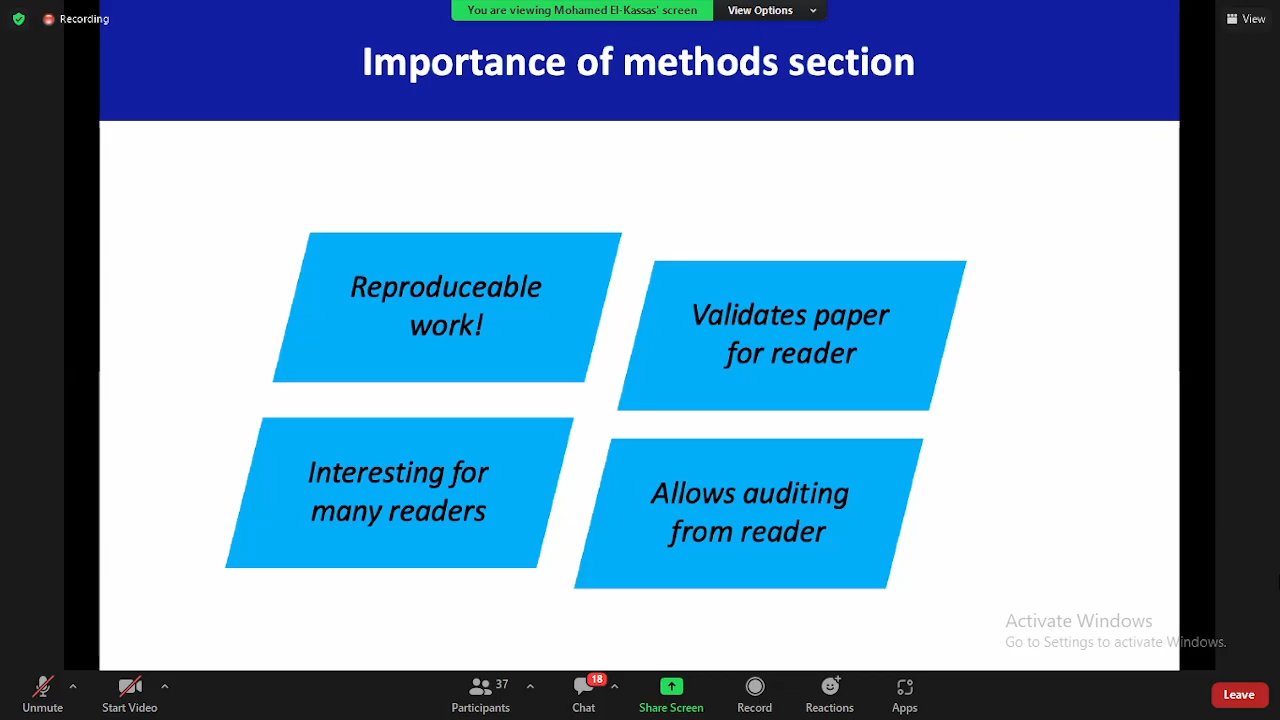 Recording
You are viewing Mohamed El-Kassas' screen
View Options
View
Importance of methods section
Reproduceable
work!
Validates paper
for reader
Interesting for
many readers
Allows auditing
from reader
Activate Windows
Go to Settings to activate Windows.
Unmute
Start Video
37
Participants
18
Chat
Share Screen
Record
Reactions
Apps
Leave